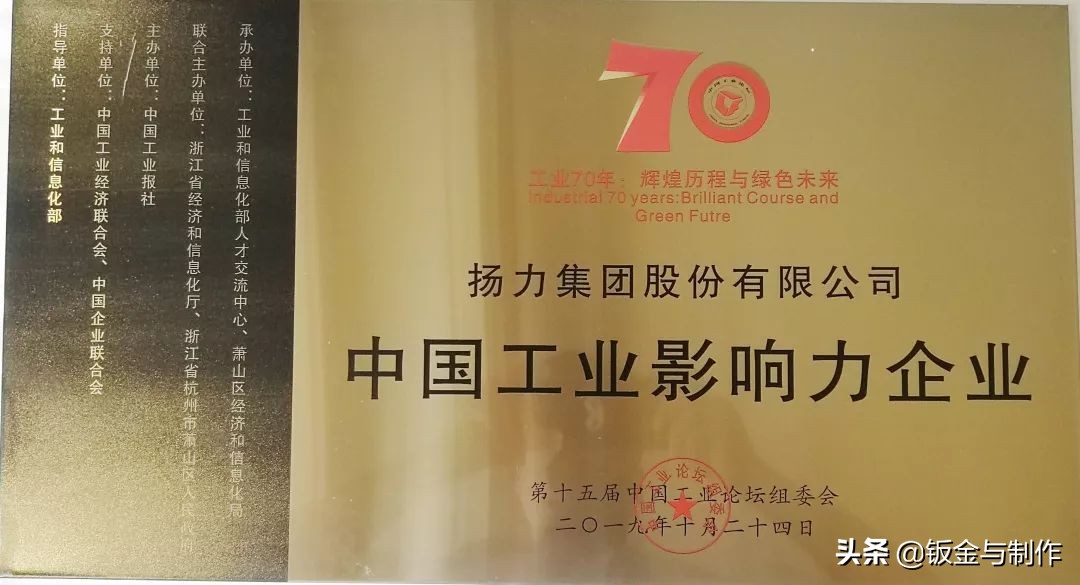 70
工业70年：辉煌历程与绿色未来
Industrial 70 years:Brilliant Course and
Green Futre
扬力集团股份有限公司
中国工业影响力企业
第十五届中国工业论坛组委会
二〇一九年十月二十四日
指导单位：工业和信息化部
支持单位：中国工业经济联合会、中国企业联合会
主办单位：中国工业报社
联合主办单位：浙江省经济和信息化厅、浙江省杭州市萧山区人
承办单位：工业和信息化部人才交流中心、萧山区经济和信息化局
头条 @钣金与制作